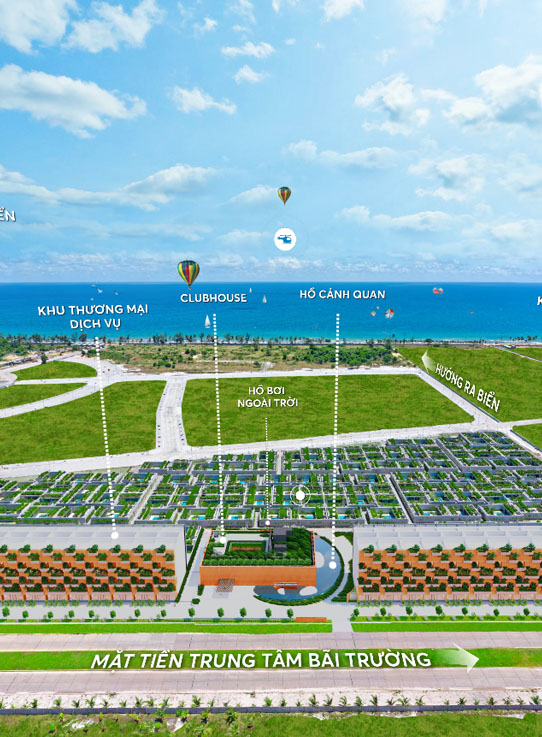 ỂN
CLUBHOUSE
HỒ CẢNH QUAN
KHU THƯƠNG MẠI
DỊCH VỤ
HƯỚNG RA BIỂN
HỒ BƠI
NGOÀI TRỜI
MẶT TIỀN TRUNG TÂM BÃI TRƯỜNG